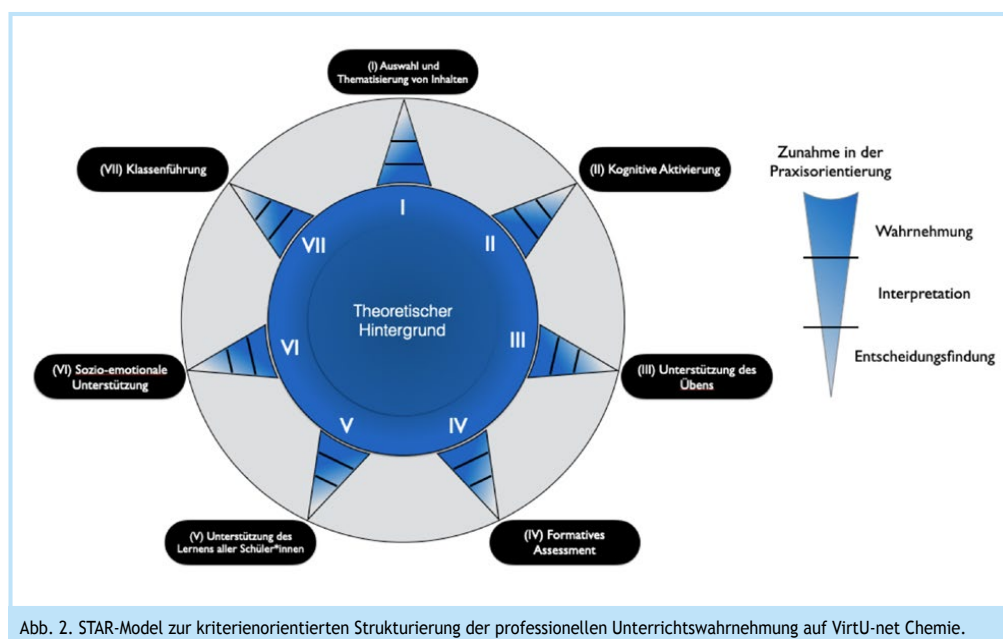 (I) Auswahl und
Thematisierung von Inhalten
(VII) Klassenführung
(II) Kognitive Aktivierung
Zunahme in der
Praxisorientierung
I
VII
II
Wahrnehmung
Theoretischer
Hintergrund
Interpretation
VI
III
Entscheidungsfindung
(VI) Sozio-emotionale
Unterstützung
(III) Unterstützung des
Übens
V
IV
(V) Unterstützung des
Lernens aller Schüler*innen
(IV) Formatives
Assessment
Abb. 2. STAR-Model zur kriterienorientierten Strukturierung der professionellen Unterrichtswahrnehmung auf VirtU-net Chemie.